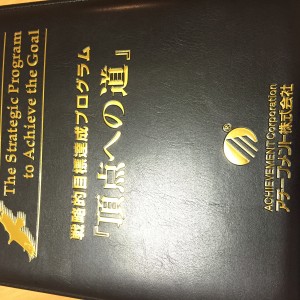 The Strategic Program
to Achieve the Goal
戦略的目標達成プログラム
『頂点への道』
®
ACHIEVEMENT Corporation
アチーブメント株式会社